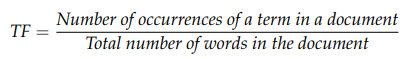 TF = Number of occurrences of a term in a document / Total number of words in the document